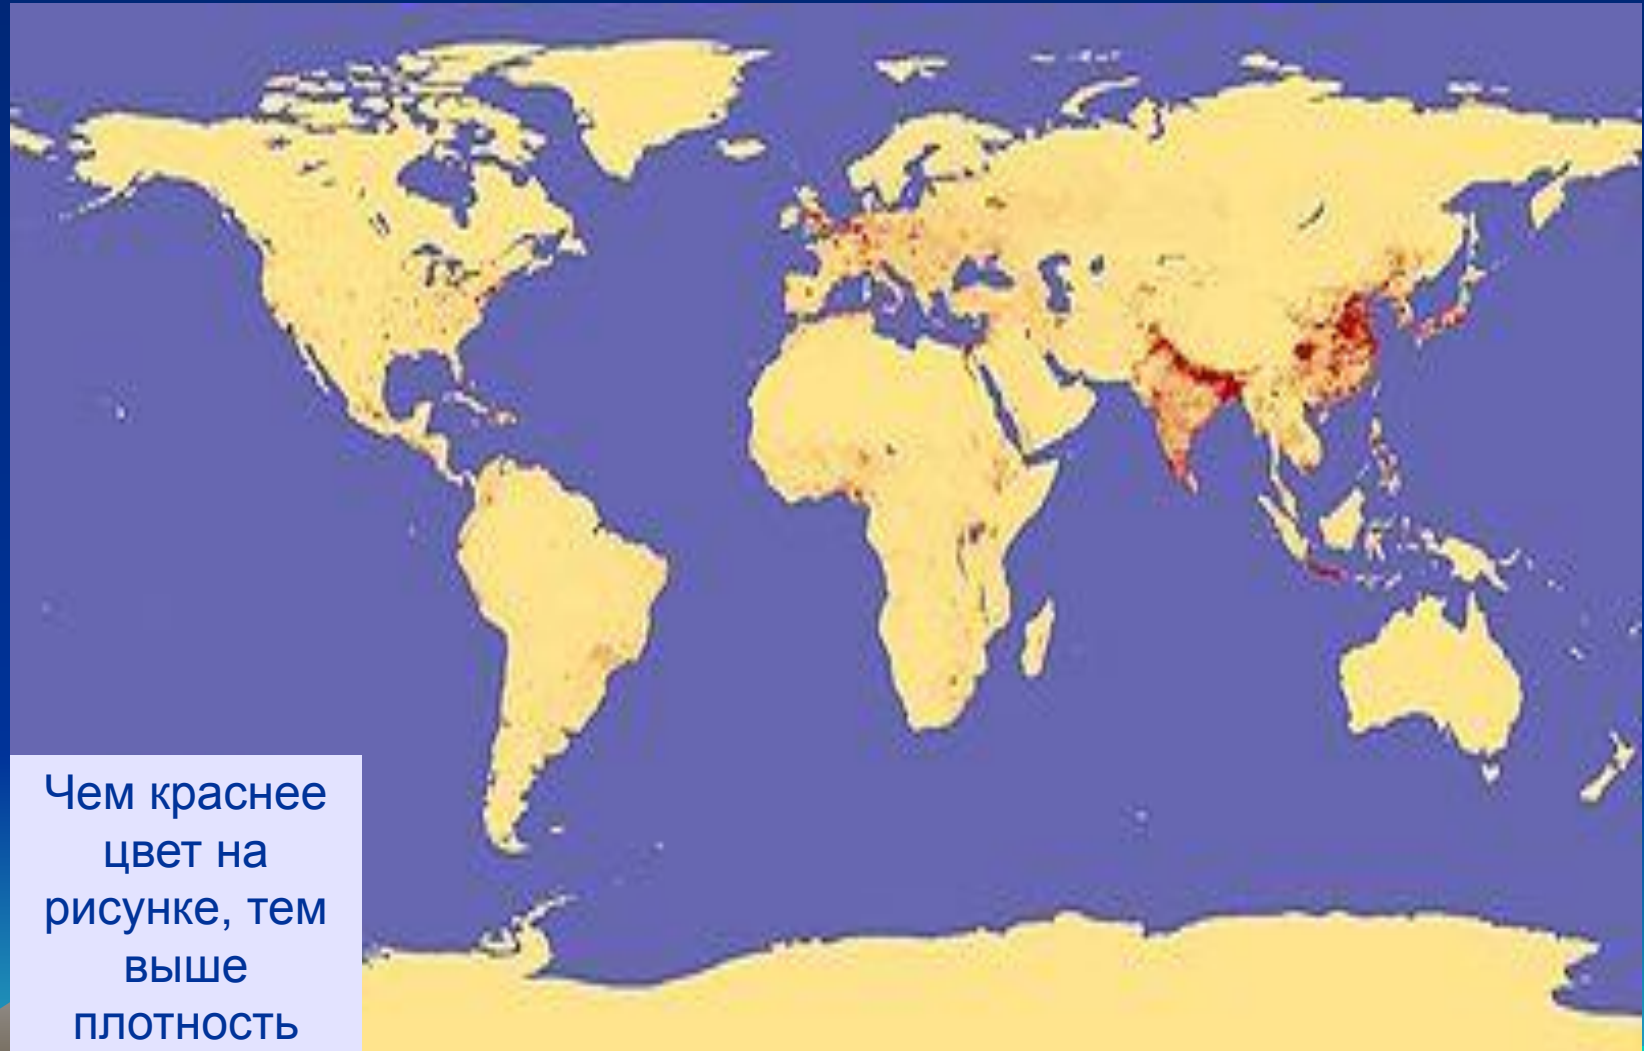 Чем краснее
цвет на
рисунке, тем
выше
плотность